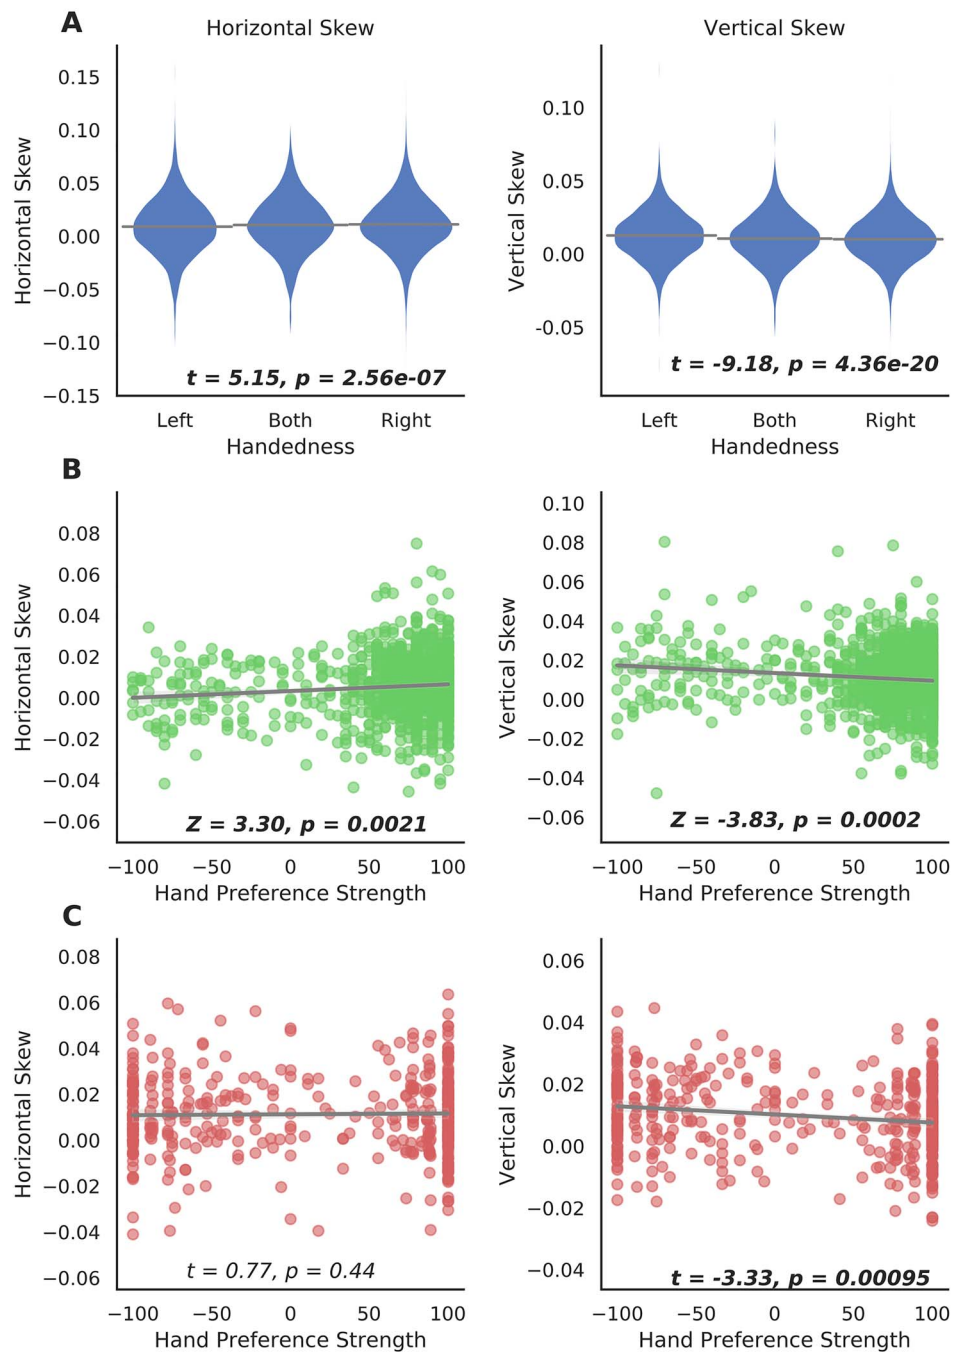 A
Horizontal Skew
Vertical Skew
Horizontal Skew
0.15
0.10
0.05
0.00
−0.05
−0.10
−0.15
t = 5.15, p = 2.56e-07
Left Both Right
Handedness
Vertical Skew
0.10
0.05
0.00
-0.05
t = -9.18, p = 4.36e-20
Left Both Right
Handedness
B
Horizontal Skew
0.08
0.06
0.04
0.02
0.00
−0.02
−0.04
−0.06
Z = 3.30, p = 0.0021
−100 −50 0 50 100
Hand Preference Strength
Vertical Skew
0.10
0.08
0.06
0.04
0.02
0.00
−0.02
−0.04
−0.06
Z = -3.83, p = 0.0002
−100 −50 0 50 100
Hand Preference Strength
C
Horizontal Skew
0.08
0.06
0.04
0.02
0.00
−0.02
−0.04
−0.06
t = 0.77, p = 0.44
−100 −50 0 50 100
Hand Preference Strength
Vertical Skew
0.06
0.04
0.02
0.00
−0.02
−0.04
t = -3.33, p = 0.00095
−100 −50 0 50 100
Hand Preference Strength